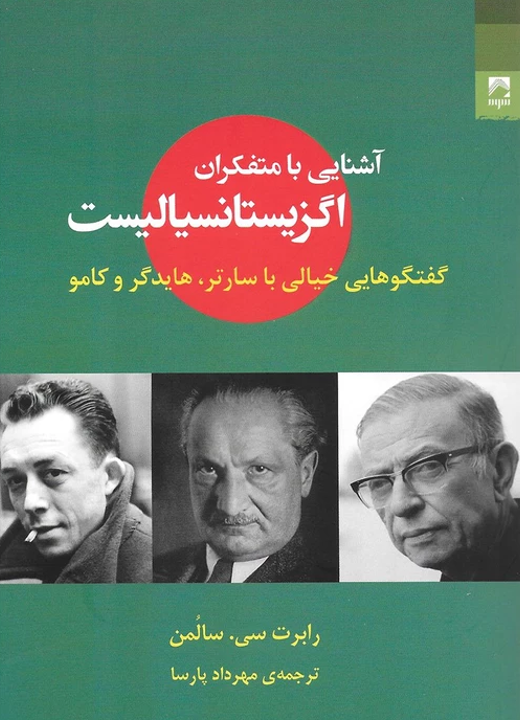 آشنایی با متفکران
اگزیستانسیالیست
گفتگوهایی خیالی با سارتر، هایدگر و کامو
رابرت سی. سالُمن
ترجمه‌ی مهرداد پارسا